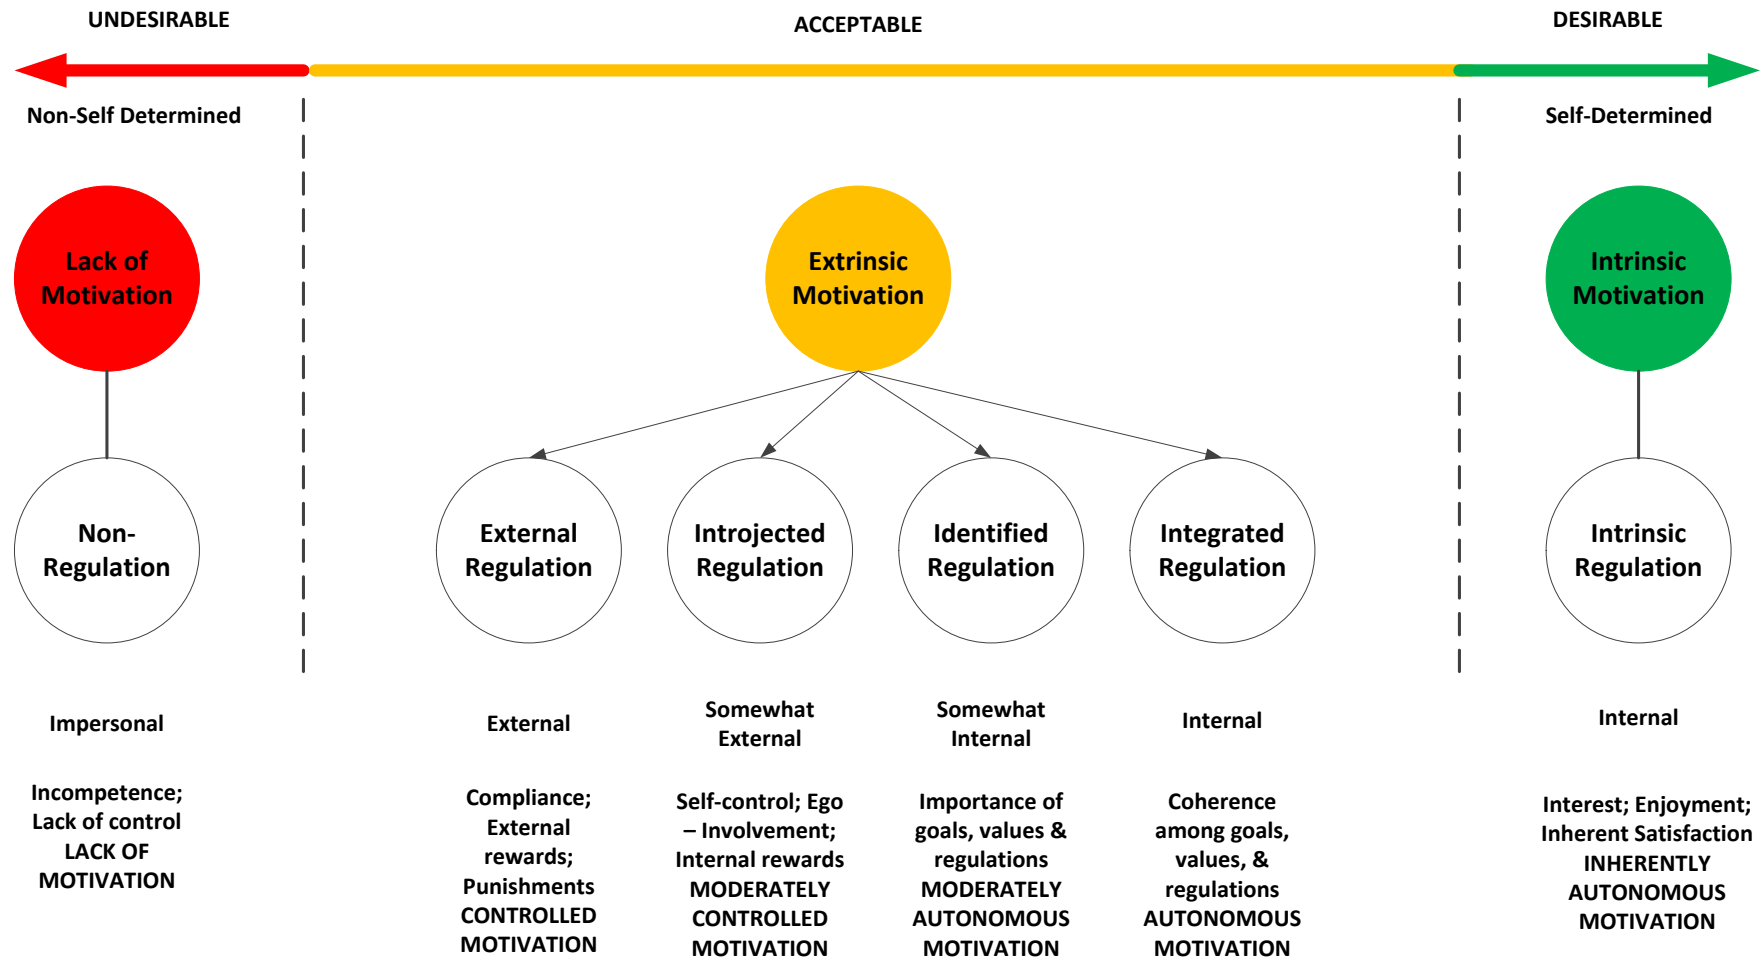 UNDESIRABLE
ACCEPTABLE
DESIRABLE
Non-Self Determined
Self-Determined
Lack of
Motivation
Extrinsic
Motivation
Intrinsic
Motivation
Non-
Regulation
External
Regulation
Introjected
Regulation
Identified
Regulation
Integrated
Regulation
Intrinsic
Regulation
Impersonal
External
Somewhat
External
Somewhat
Internal
Internal
Internal
Incompetence;
Lack of control
LACK OF
MOTIVATION
Compliance;
External
rewards;
Punishments
CONTROLLED
MOTIVATION
Self-control; Ego
– Involvement;
Internal rewards
MODERATELY
CONTROLLED
MOTIVATION
Importance of
goals, values &
regulations
MODERATELY
AUTONOMOUS
MOTIVATION
Coherence
among goals,
values, &
regulations
AUTONOMOUS
MOTIVATION
Interest; Enjoyment;
Inherent Satisfaction
INHERENTLY
AUTONOMOUS
MOTIVATION